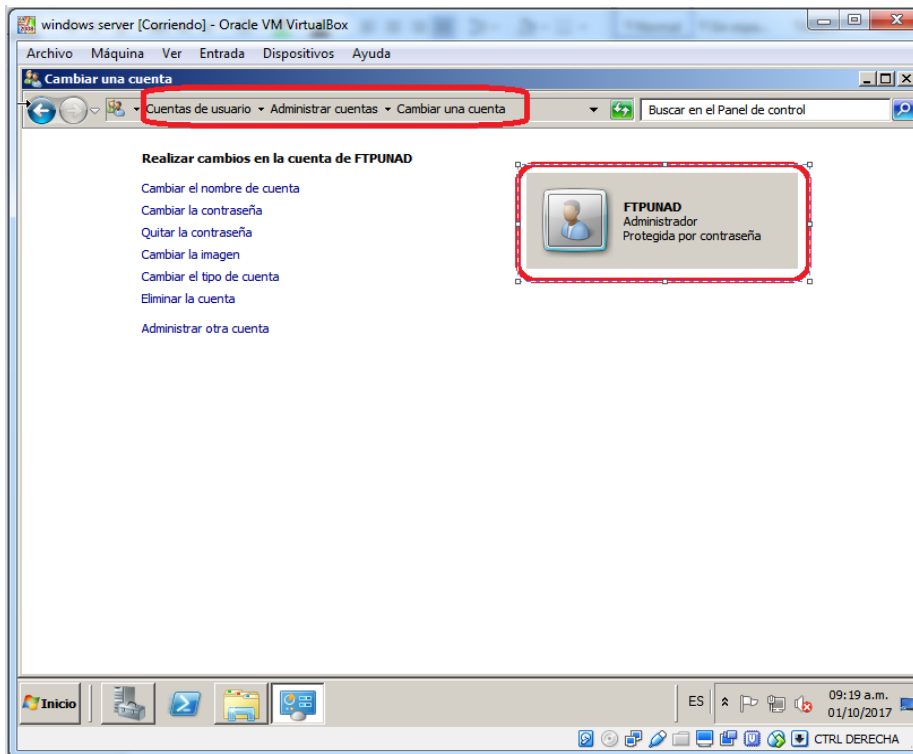 windows server [Corriendo] - Oracle VM VirtualBox
Archivo Máquina Ver Entrada Dispositivos Ayuda
Cambiar una cuenta
Cuentas de usuario Administrar cuentas Cambiar una cuenta
Buscar en el Panel de control
Realizar cambios en la cuenta de FTPUNAD
Cambiar el nombre de cuenta
Cambiar la contraseña
Quitar la contraseña
Cambiar la imagen
Cambiar el tipo de cuenta
Eliminar la cuenta
Administrar otra cuenta
FTPUNAD
Administrador
Protegida por contraseña
Inicio
ES
09:19 a.m.
01/10/2017
CTRL DERECHA